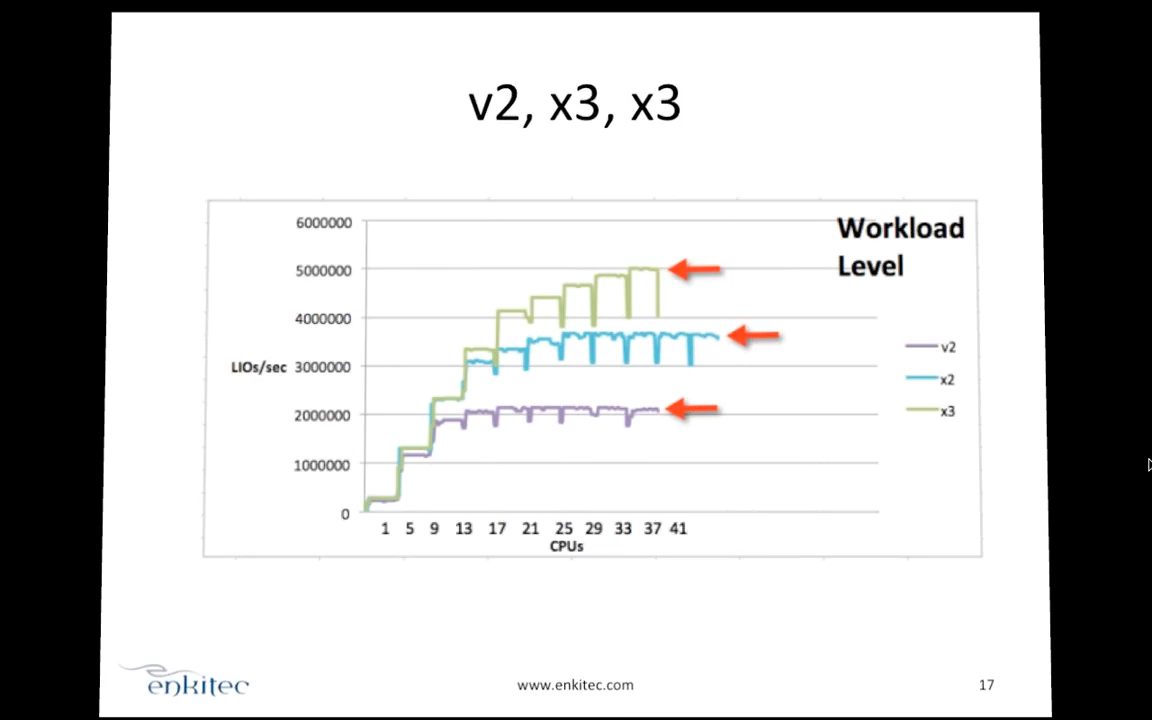 v2, x3, x3
Workload
Level
6000000
5000000
4000000
LIOs/sec 3000000
2000000
1000000
0
1 5 9 13 17 21 25 29 33 37 41
CPUs
v2
x2
x3
enkitec
www.enkitec.com
17